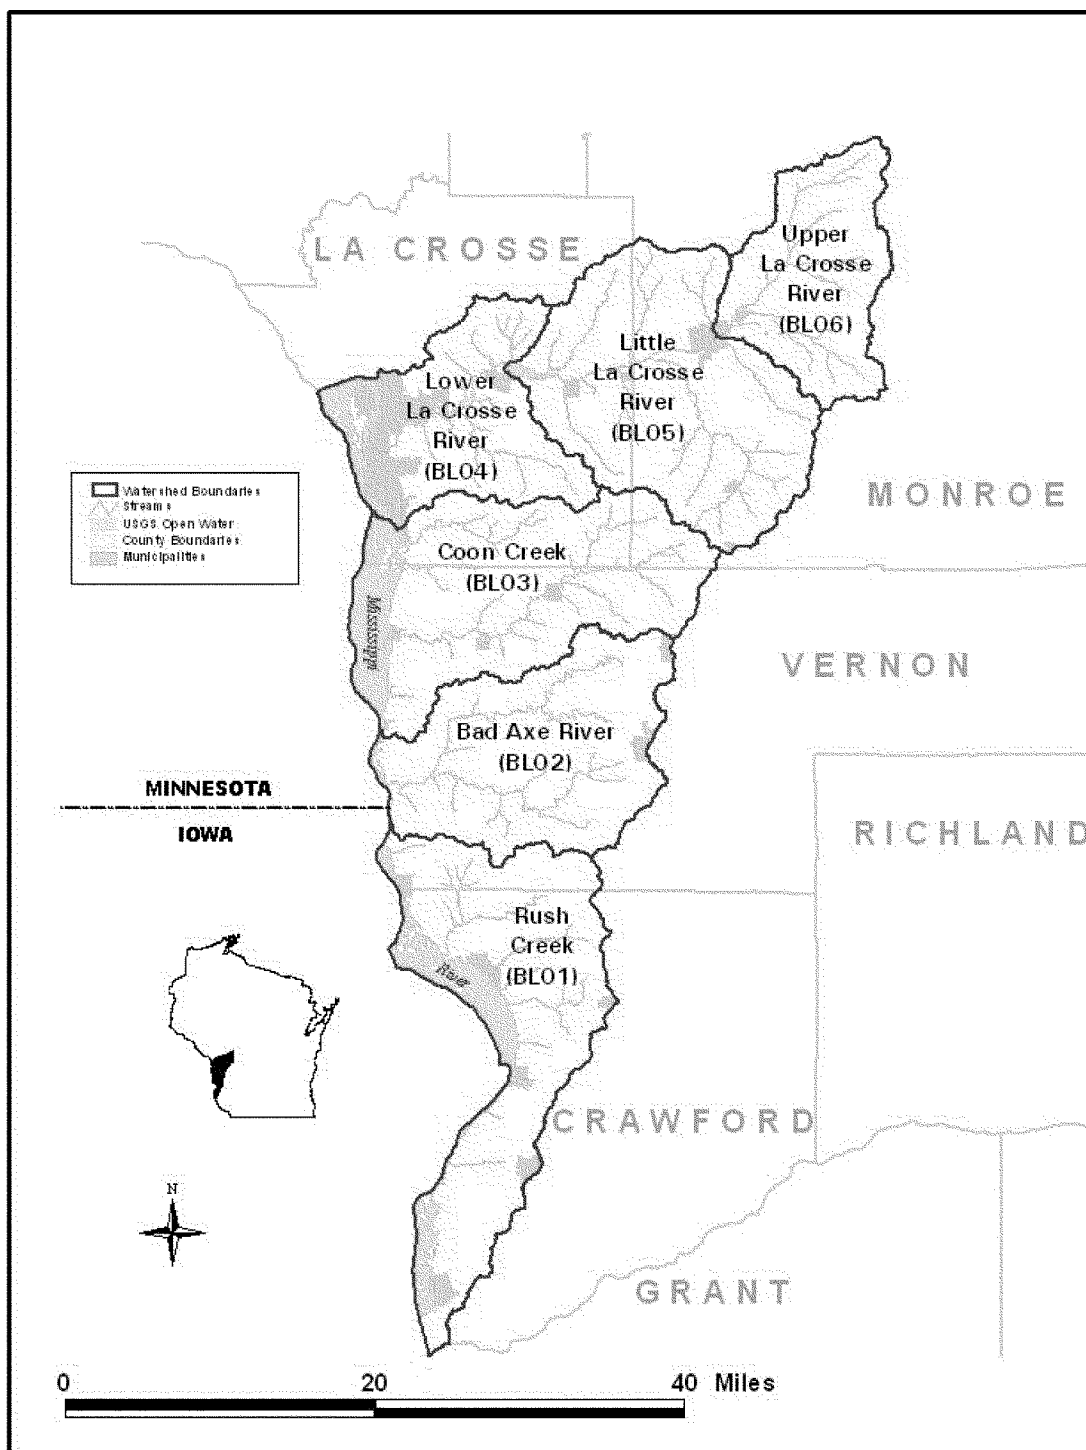 LA CROSSE
Upper
La Crosse
River
(BL06)
Little
La Crosse
River
(BL05)
Lower
La Crosse
River
(BL04)
MONROE
Watershed Boundaries
Streams
USGS Open Water
County Boundaries
Municipalities
Coon Creek
(BL03)
Mississippi
VERNON
Bad Axe River
(BL02)
MINNESOTA
IOWA
RICHLAND
Rush
Creek
(BL01)
River
CRAWFORD
N
GRANT
0 20 40 Miles